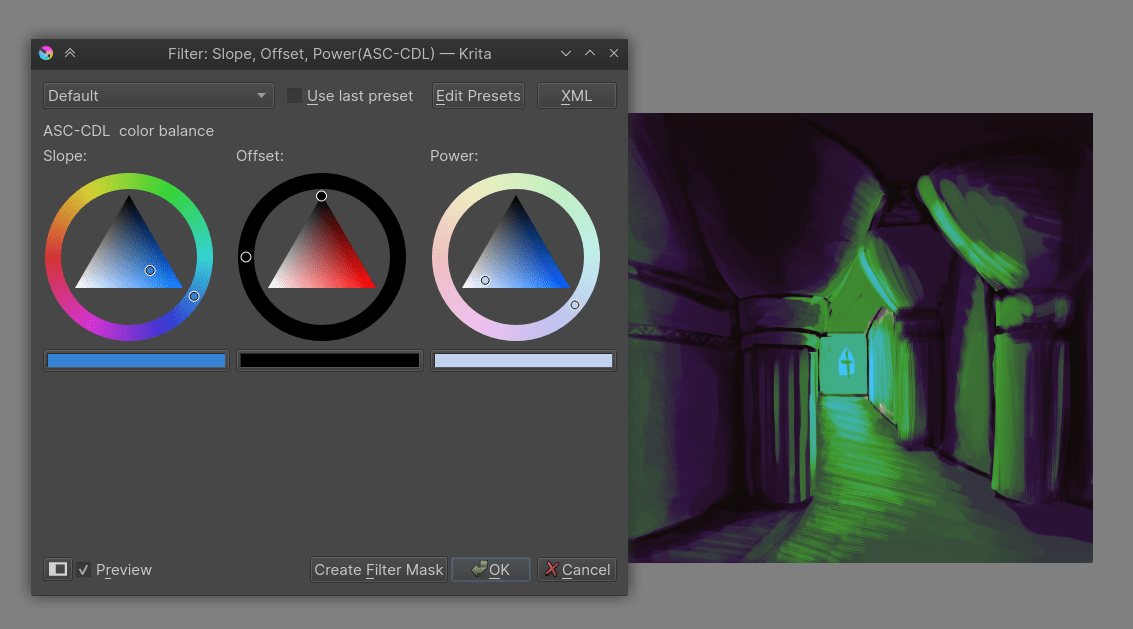 Filter: Slope, Offset, Power(ASC-CDL) — Krita
Default Use last preset Edit Presets XML
ASC-CDL  color balance
Slope: Offset: Power:
Preview Create Filter Mask OK Cancel